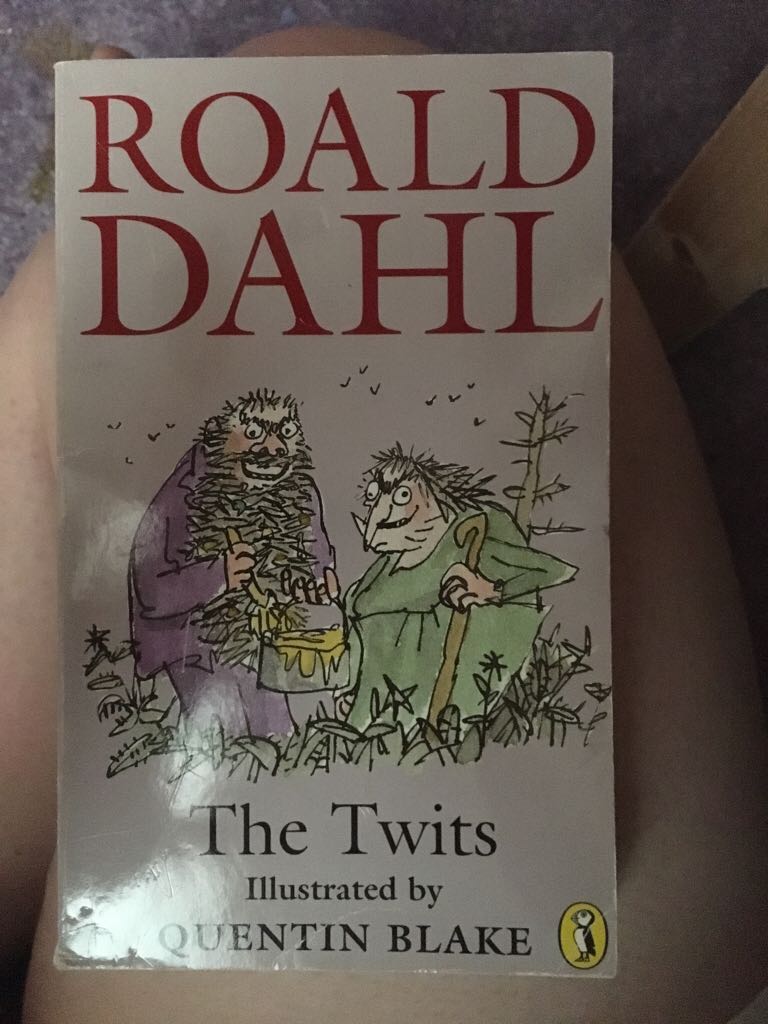 ROALD
DAHL
The Twits
Illustrated by
QUENTIN BLAKE